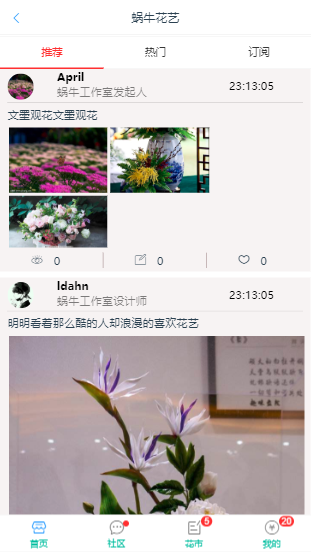 蜗牛花艺
推荐 热门 订阅
April
蜗牛工作室发起人
23:13:05
文墨观花文墨观花
0 0 0
ldahn
蜗牛工作室设计师
23:13:05
明明看着那么酷的人却浪漫的喜欢花艺
首页 社区 花市 6 我的 20